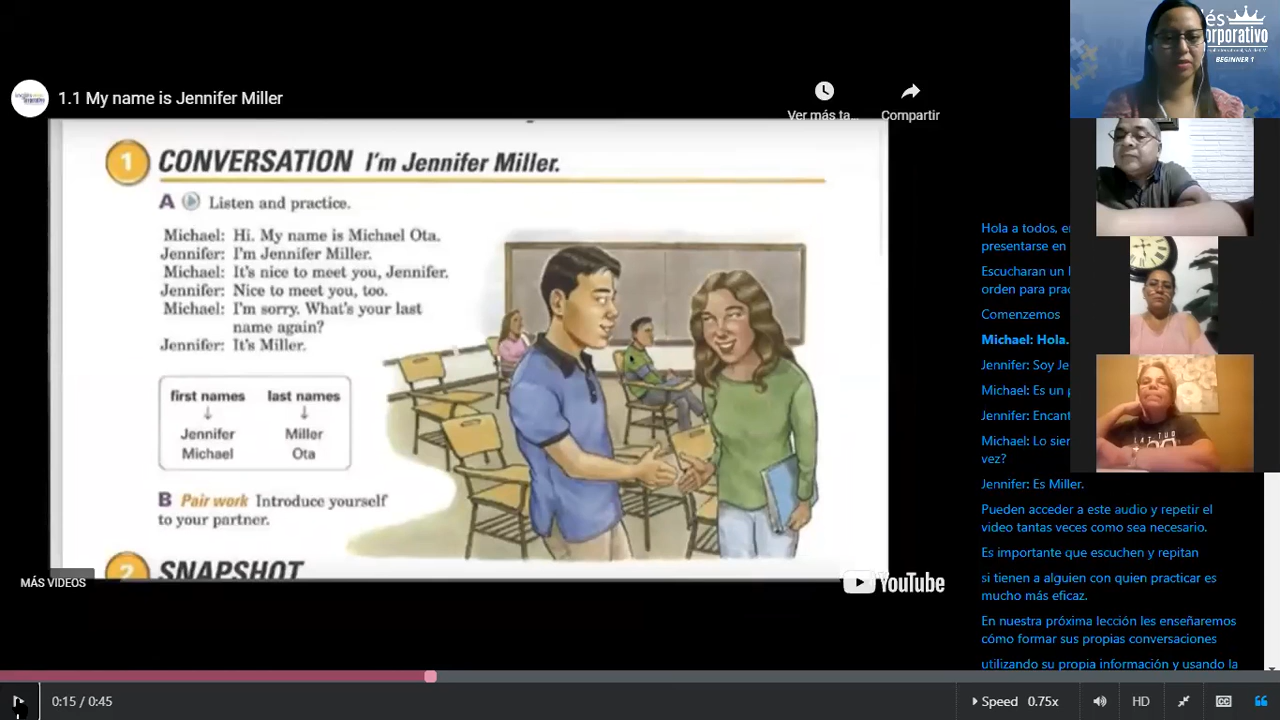 1.1 My name is Jennifer Miller
Ver más ta...
Compartir
1 CONVERSATION I'm Jennifer Miller.
A Listen and practice.
Michael: Hi. My name is Michael Ota.
Jennifer: I'm Jennifer Miller.
Michael: It's nice to meet you, Jennifer.
Jennifer: Nice to meet you, too.
Michael: I'm sorry. What's your last
name again?
Jennifer: It's Miller.
first names last names
Jennifer Miller
Michael Ota
B Pair work Introduce yourself
to your partner.
2 SNAPSHOT
MÁS VIDEOS
YouTube
BEGINNER 1
Hola a todos,
presentarse en
Escucharan un
orden para
Comenzemos
Michael: Hola.
Jennifer: Soy
Michael: Es un
Jennifer:
Michael: Lo
vez?
Jennifer: Es Miller.
Pueden acceder a este audio y repetir el
video tantas veces como sea necesario.
Es importante que escuchen y repitan
si tienen a alguien con quien practicar es
mucho más eficaz.
En nuestra próxima lección les enseñaremos
cómo formar sus propias conversaciones
utilizando su propia información y usando la
0:15 / 0:45
Speed 0.75x
HD
CC